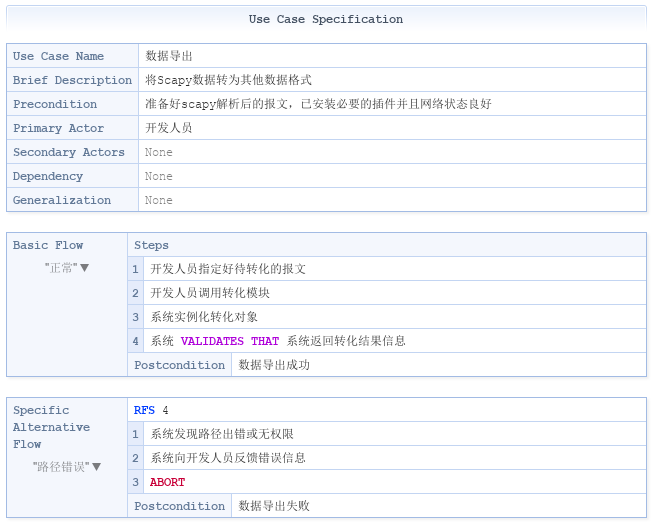 Use Case Specification
Use Case Name 数据导出
Brief Description 将Scapy数据转为其他数据格式
Precondition 准备好scapy解析后的报文，已安装必要的插件并且网络状态良好
Primary Actor 开发人员
Secondary Actors None
Dependency None
Generalization None
Basic Flow Steps
"正常" ▼
1 开发人员指定好待转化的报文
2 开发人员调用转化模块
3 系统实例化转化对象
4 系统 VALIDATES THAT 系统返回转化结果信息
Postcondition 数据导出成功
Specific
Alternative
Flow
"路径错误" ▼
RFS 4
1 系统发现路径出错或无权限
2 系统向开发人员反馈错误信息
3 ABORT
Postcondition 数据导出失败